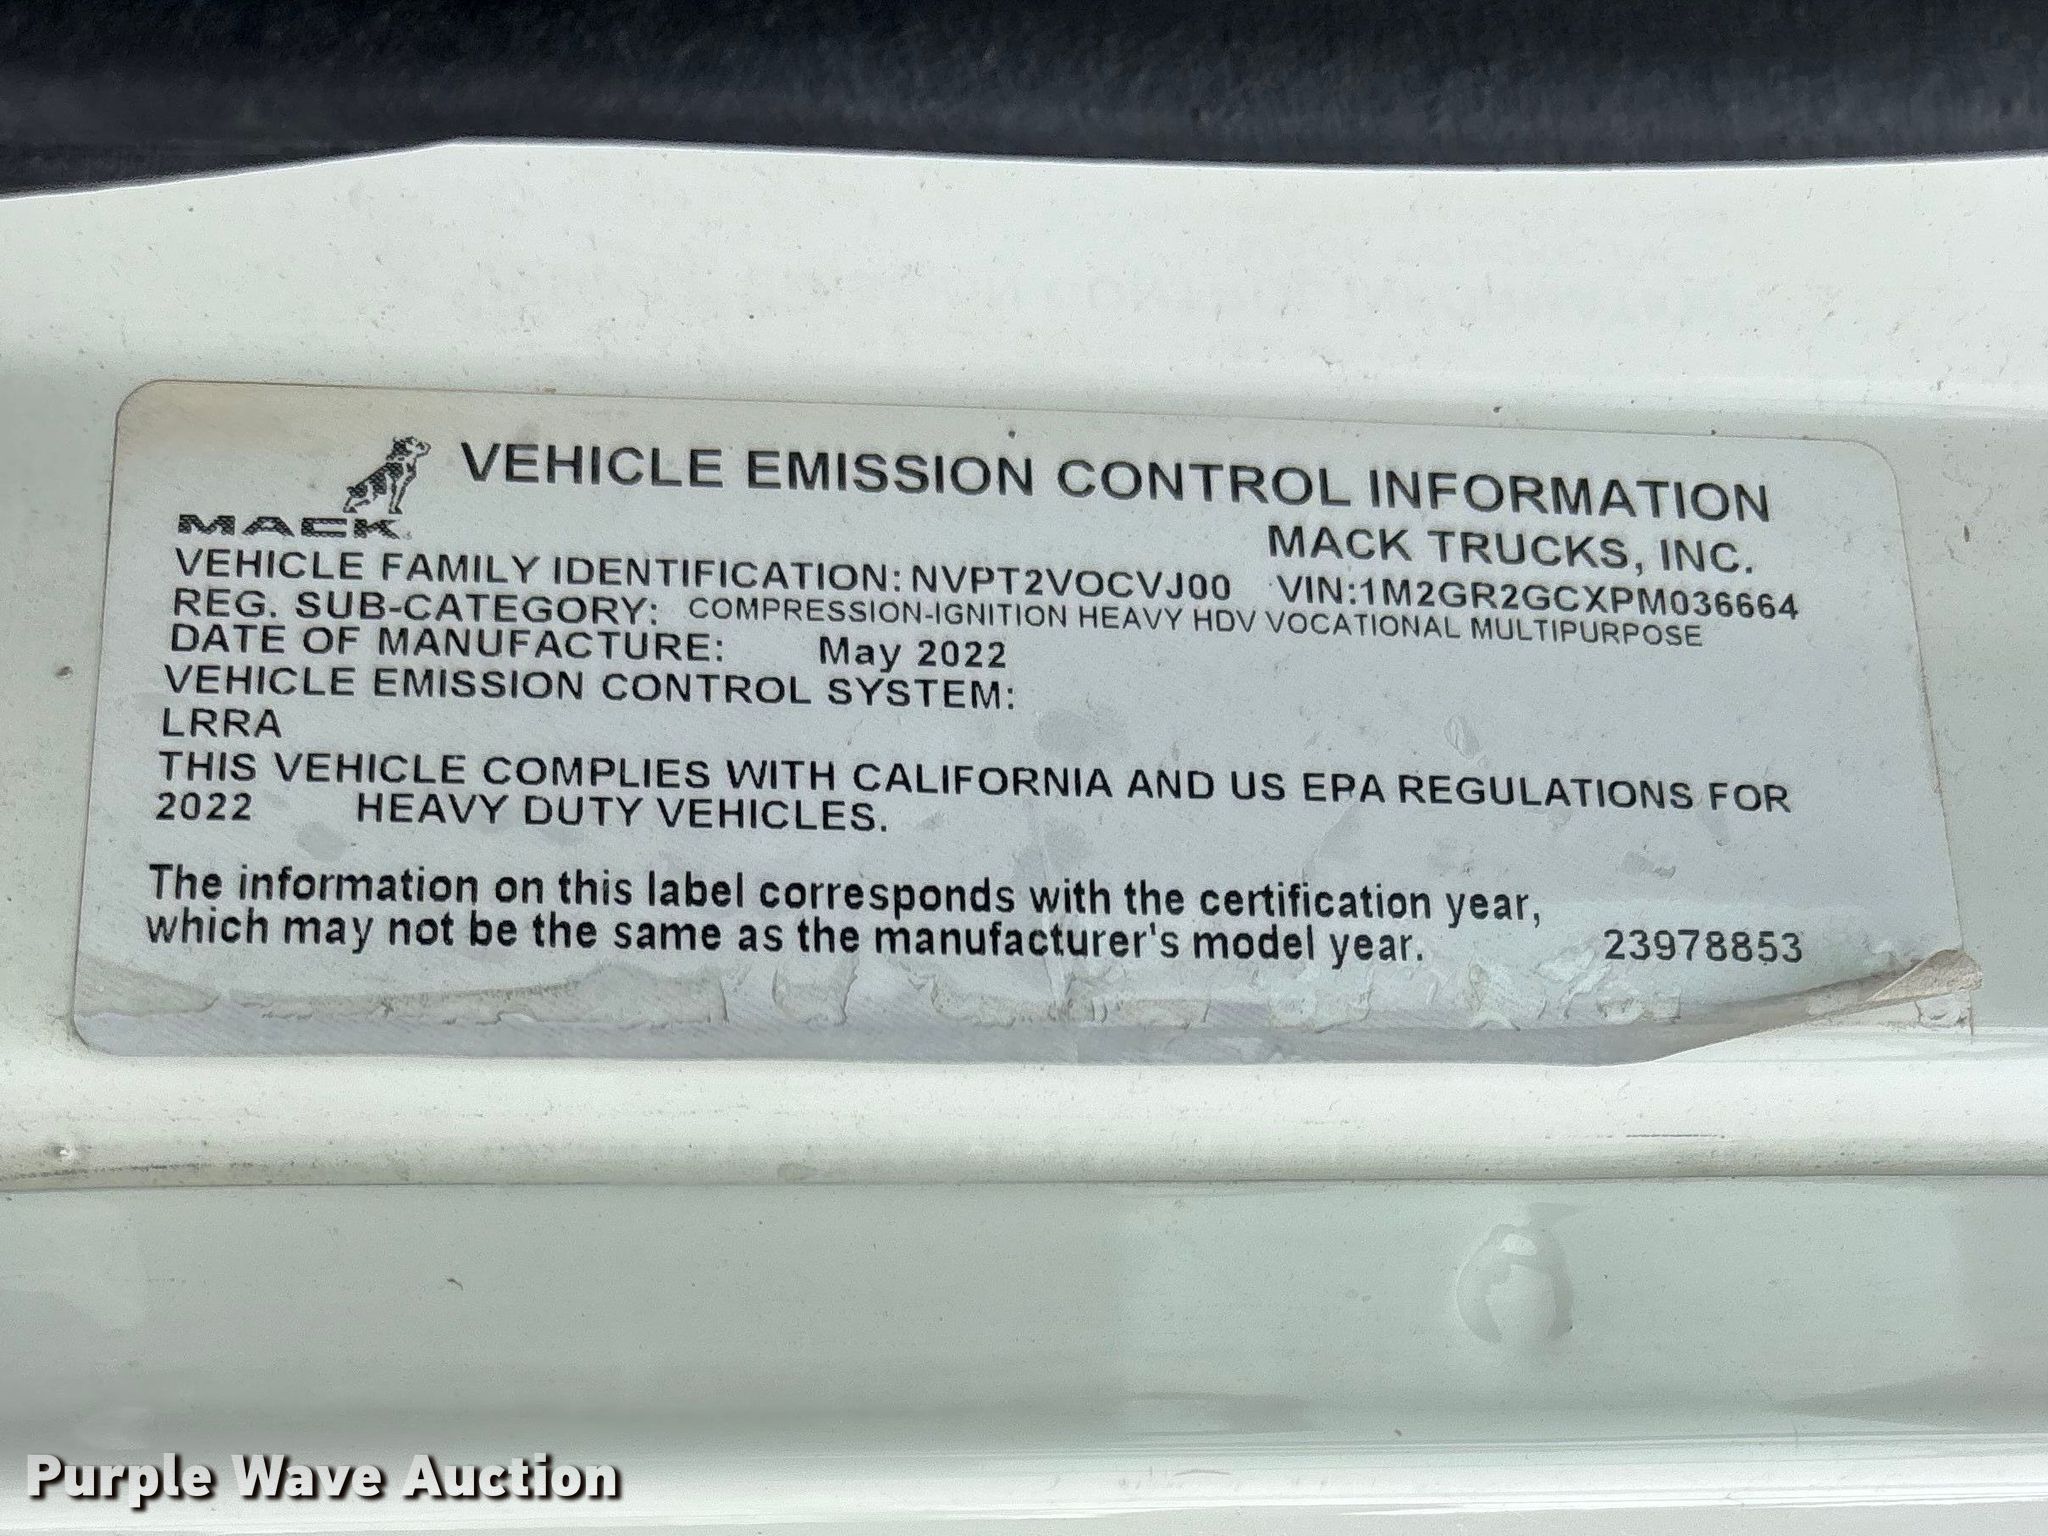 VEHICLE EMISSION CONTROL INFORMATION
MACK
MACK TRUCKS, INC.
VEHICLE FAMILY IDENTIFICATION: NVPT2VOCVJ00 VIN:1M2GR2GCXPM036664
REG. SUB-CATEGORY: COMPRESSION-IGNITION HEAVY HDV VOCATIONAL MULTIPURPOSE
DATE OF MANUFACTURE: May 2022
VEHICLE EMISSION CONTROL SYSTEM:
LRRA
THIS VEHICLE COMPLIES WITH CALIFORNIA AND US EPA REGULATIONS FOR
2022 HEAVY DUTY VEHICLES.
The information on this label corresponds with the certification year,
which may not be the same as the manufacturer's model year. 23978853
Purple Wave Auction